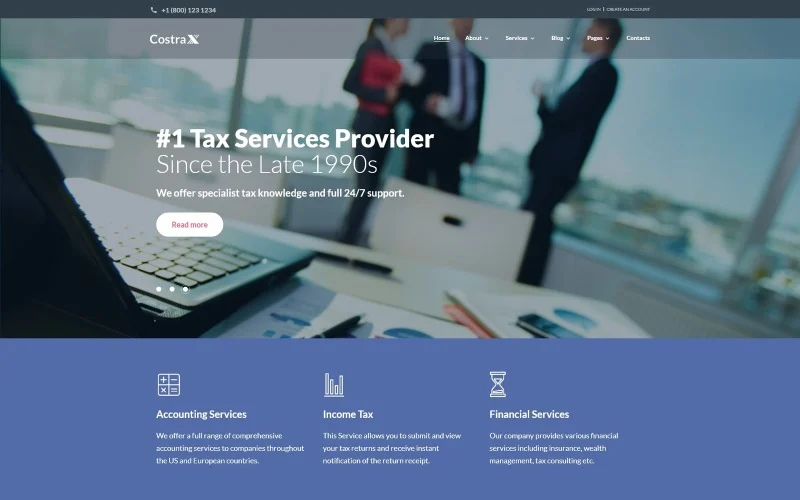 +1 (800) 123 1234
LOG IN | CREATE AN ACCOUNT
CostraX
Home About Services Blog Pages Contacts
#1 Tax Services Provider
Since the Late 1990s
We offer specialist tax knowledge and full 24/7 support.
Read more
Accounting Services
We offer a full range of comprehensive
accounting services to companies throughout
the US and European countries.
Income Tax
This Service allows you to submit and view
your tax returns and receive instant
notification of the return receipt.
Financial Services
Our company provides various financial
services including insurance, wealth
management, tax consulting etc.